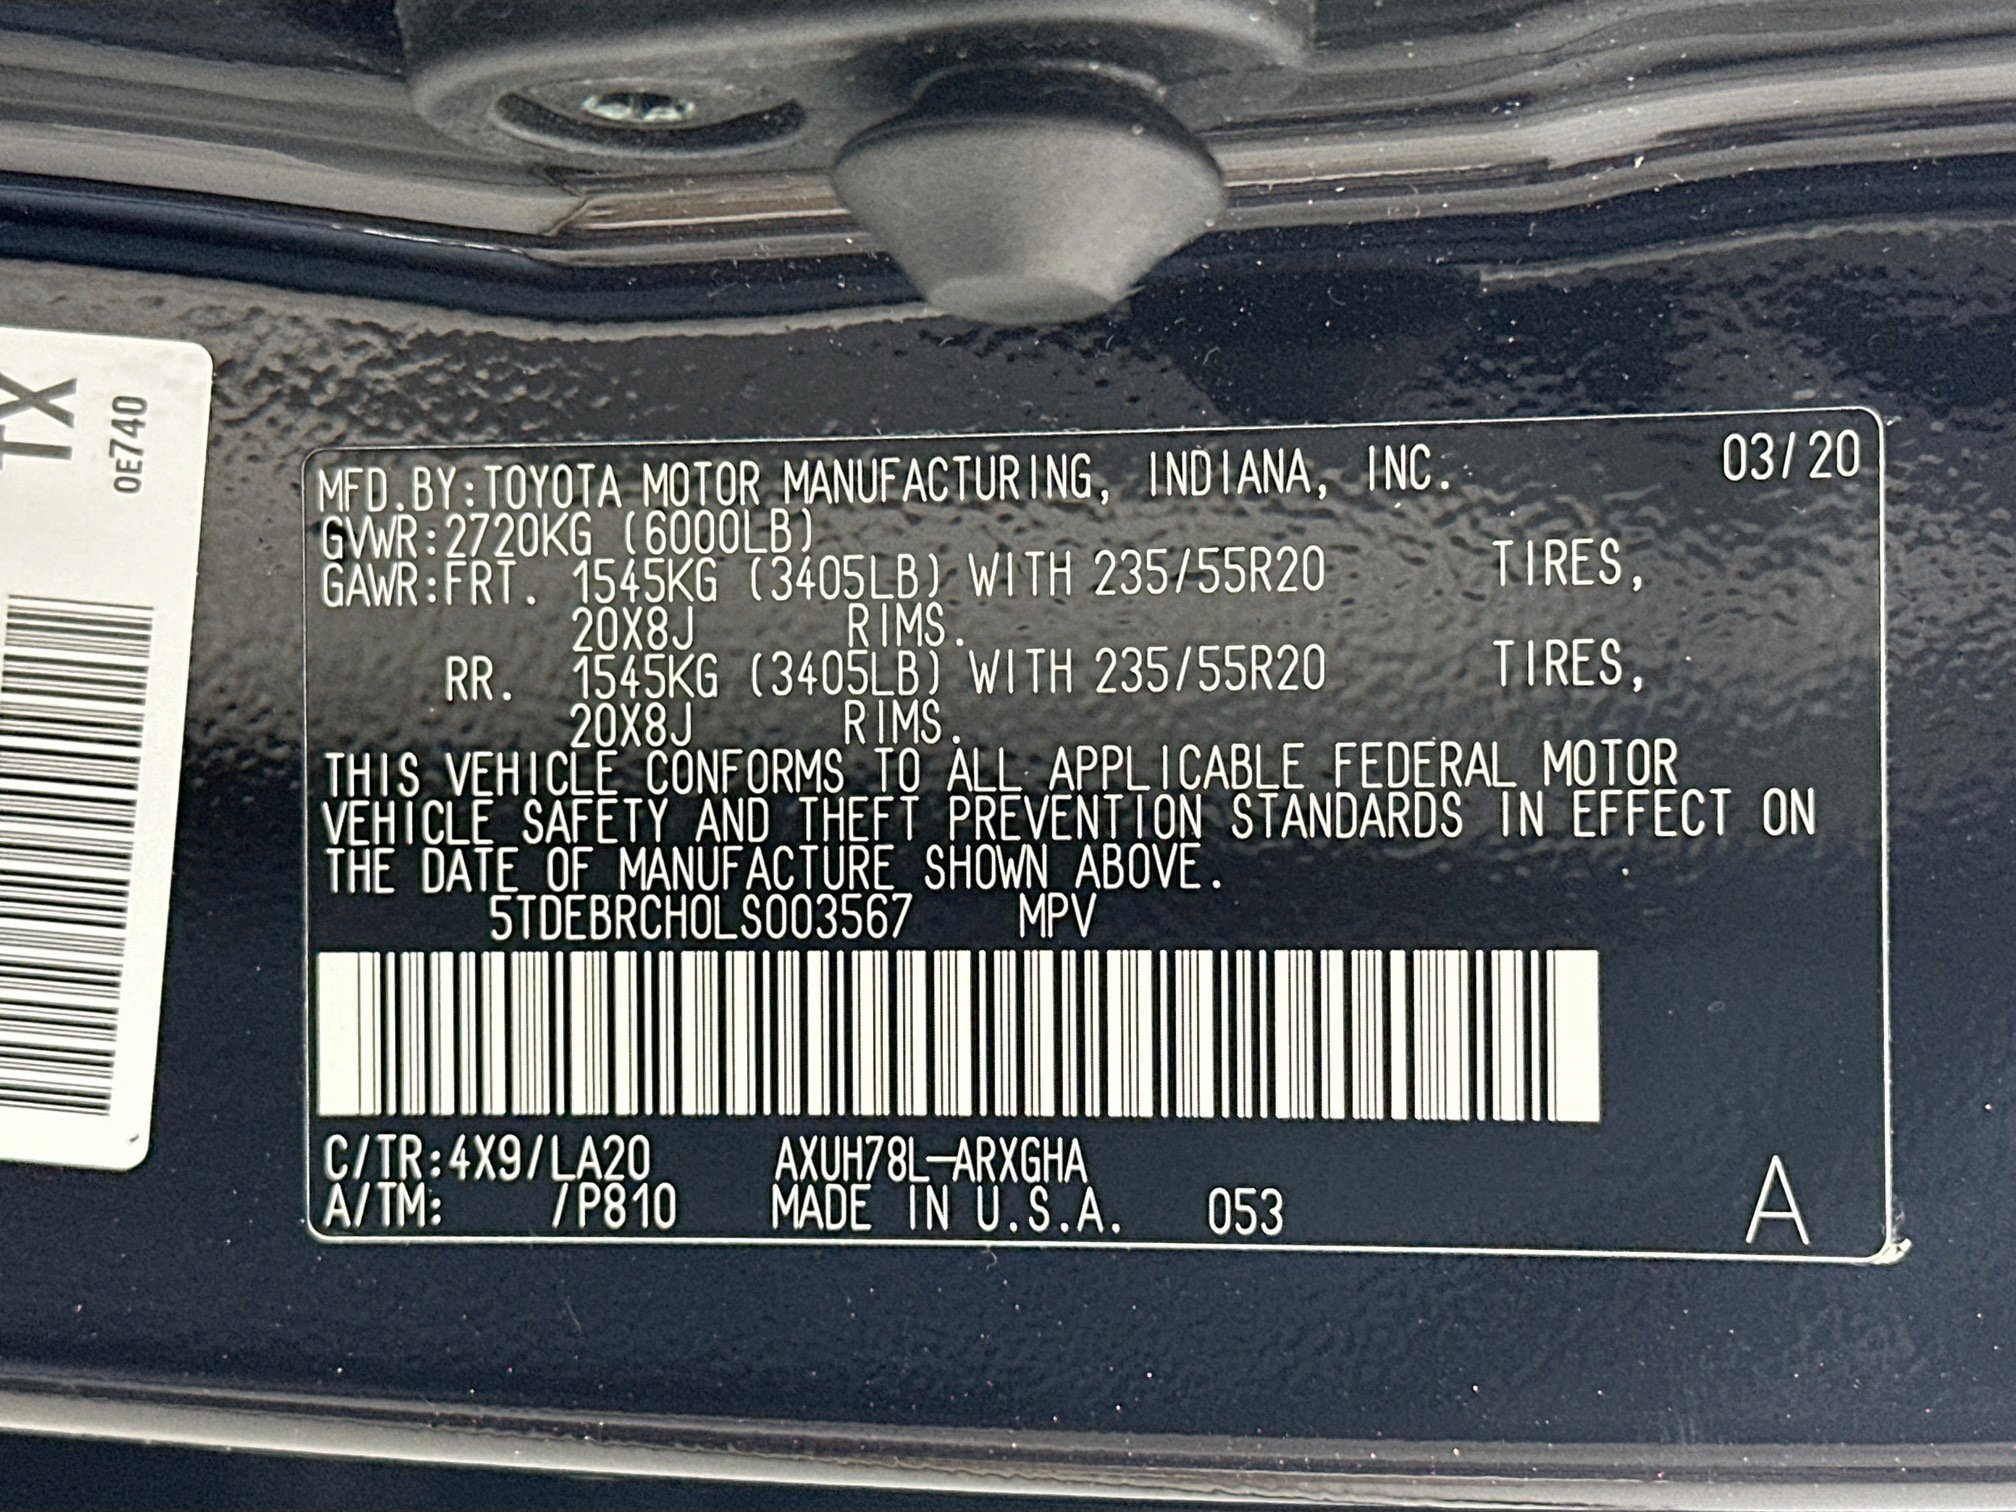 TX
0E740
MFD.BY:TOYOTA MOTOR MANUFACTURING, INDIANA, INC. 03/20
GVWR:2720KG (6000LB)
GAWR:FRT. 1545KG (3405LB) WITH 235/55R20 TIRES,
20X8J RIMS.
RR. 1545KG (3405LB) WITH 235/55R20 TIRES,
20X8J RIMS.
THIS VEHICLE CONFORMS TO ALL APPLICABLE FEDERAL MOTOR
VEHICLE SAFETY AND THEFT PREVENTION STANDARDS IN EFFECT ON
THE DATE OF MANUFACTURE SHOWN ABOVE.
5TDEBRCH0LS003567 MPV
C/TR:4X9/LA20 AXUH78L-ARXGHA
A/TM: /P810 MADE IN U.S.A. 053 A